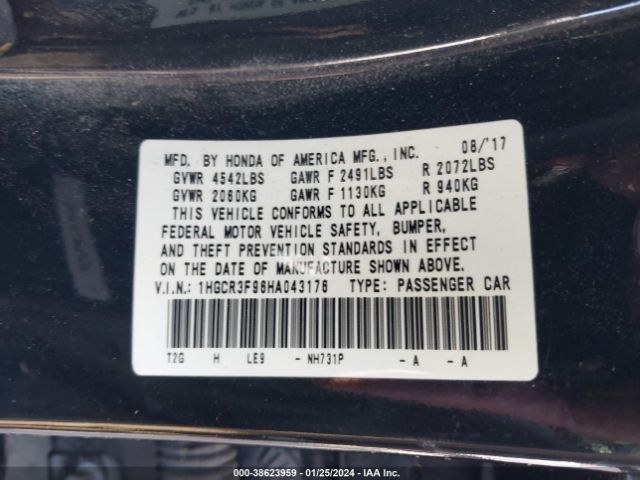 MFD. BY HONDA OF AMERICA MFG., INC. 08/'17
GVWR 4542LBS GAWR F 2491LBS R 2072LBS
GVWR 2060KG GAWR F 1130KG R 940KG
THIS VEHICLE CONFORMS TO ALL APPLICABLE
FEDERAL MOTOR VEHICLE SAFETY, BUMPER,
AND THEFT PREVENTION STANDARDS IN EFFECT
ON THE DATE OF MANUFACTURE SHOWN ABOVE.
V.I.N.: 1HGCR3F96HA043176 TYPE: PASSENGER CAR
T2G H LE9 - NH731P - A - A
000-38623959 - 01/25/2024 - IAA Inc.